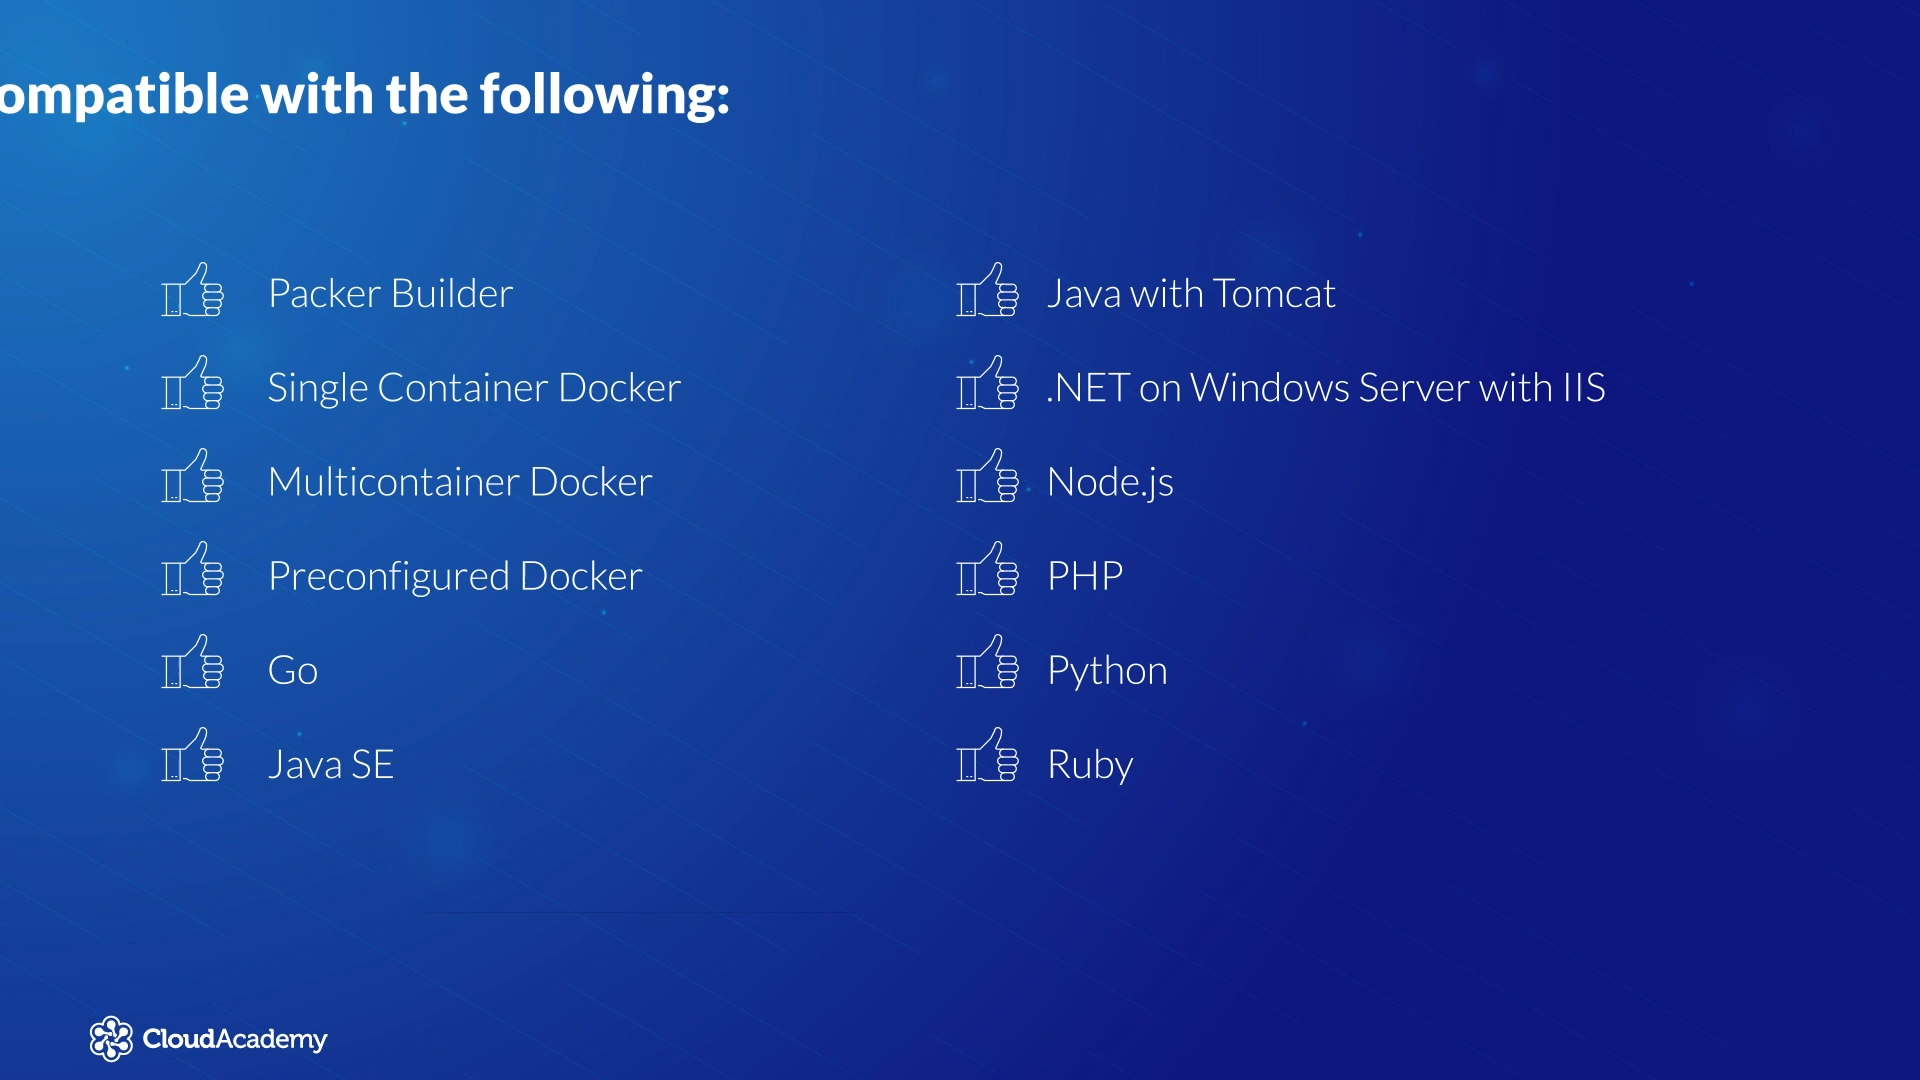 ompatible with the following:
Packer Builder
Single Container Docker
Multicontainer Docker
Preconfigured Docker
Go
Java SE
Java with Tomcat
.NET on Windows Server with IIS
Node.js
PHP
Python
Ruby
CloudAcademy